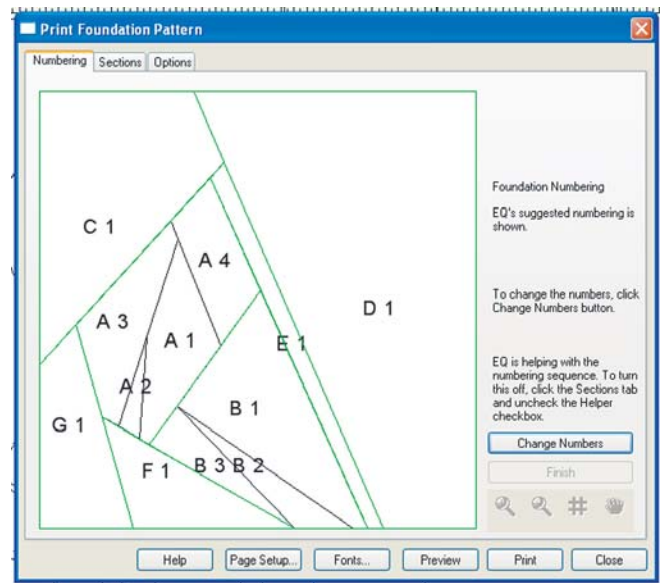 Print Foundation Pattern
Numbering Sections Options
Foundation Numbering
EQ's suggested numbering is
shown.
C 1
A 4
To change the numbers, click
Change Numbers button.
D 1
A 3
A 1
E 1
EQ is helping with the
numbering sequence. To turn
this off, click the Sections tab
and uncheck the Helper
checkbox.
A 2
B 1
G 1
Change Numbers
F 1
B 3 B 2
Finish
Help Page Setup... Fonts... Preview Print Close